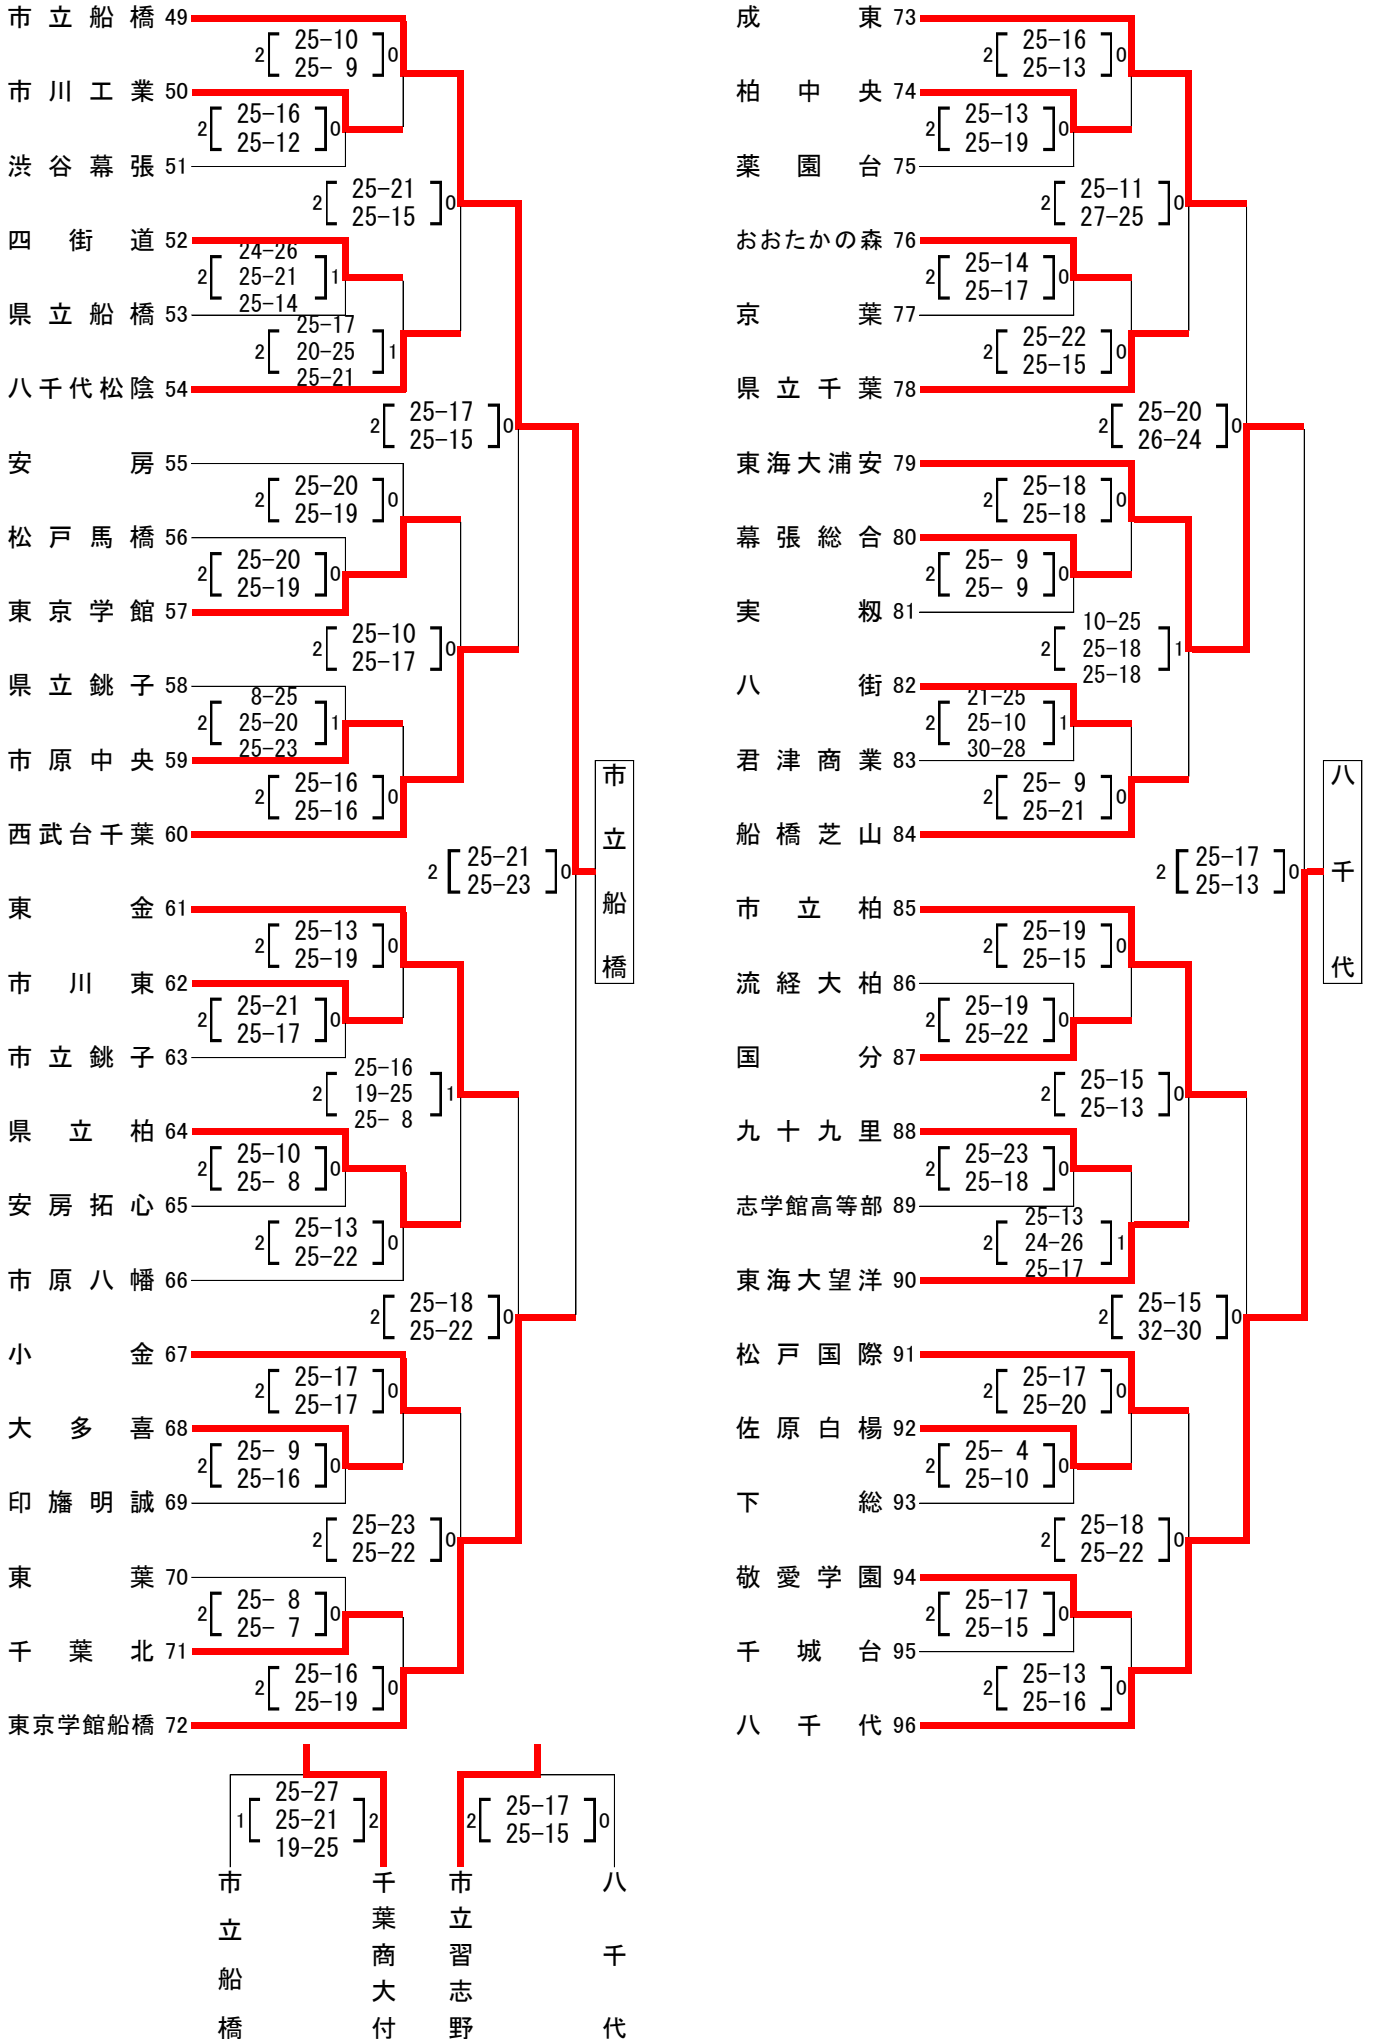 市立船橋 49
2 25-10 0
25- 9
市川工業 50
2 25-16 0
25-12
渋谷幕張 51
2 25-21 0
25-15
四街道 52
24-26
2 25-21 1
25-14
県立船橋 53
25-17
2 20-25 1
25-21
八千代松陰 54
2 25-17 0
25-15
安房 55
2 25-20 0
25-19
松戸馬橋 56
2 25-20 0
25-19
東京学館 57
2 25-10 0
25-17
県立銚子 58
8-25
2 25-20 1
25-23
市原中央 59
2 25-16 0
25-16
西武台千葉 60
2 25-21 0
25-23
市立船橋
東金 61
2 25-13 0
25-19
市川東 62
2 25-21 0
25-17
市立銚子 63
25-16
2 19-25 1
25- 8
県立柏 64
2 25-10 0
25- 8
安房拓心 65
2 25-13 0
25-22
市原八幡 66
2 25-18 0
25-22
小金 67
2 25-17 0
25-17
大多喜 68
2 25- 9 0
25-16
印旛明誠 69
2 25-23 0
25-22
東葉 70
2 25- 8 0
25- 7
千葉北 71
2 25-16 0
25-19
東京学館船橋 72
成東 73
2 25-16 0
25-13
柏中央 74
2 25-13 0
25-19
薬園台 75
2 25-11 0
27-25
おおたかの森 76
2 25-14 0
25-17
京葉 77
2 25-22 0
25-15
県立千葉 78
2 25-20 0
26-24
東海大浦安 79
2 25-18 0
25-18
幕張総合 80
2 25- 9 0
25- 9
実籾 81
10-25
2 25-18 1
25-18
八街 82
21-25
2 25-10 1
30-28
君津商業 83
2 25- 9 0
25-21
船橋芝山 84
2 25-17 0
25-13
八千代
市立柏 85
2 25-19 0
25-15
流経大柏 86
2 25-19 0
25-22
国分 87
2 25-15 0
25-13
九十九里 88
2 25-23 0
25-18
志学館高等部 89
25-13
2 24-26 1
25-17
東海大望洋 90
2 25-15 0
32-30
松戸国際 91
2 25-17 0
25-20
佐原白楊 92
2 25- 4 0
25-10
下総 93
2 25-18 0
25-22
敬愛学園 94
2 25-17 0
25-15
千城台 95
2 25-13 0
25-16
八千代 96
25-27
1 25-21 2
19-25
2 25-17 0
25-15
市立船橋
千葉商大付
市立習志野
八千代